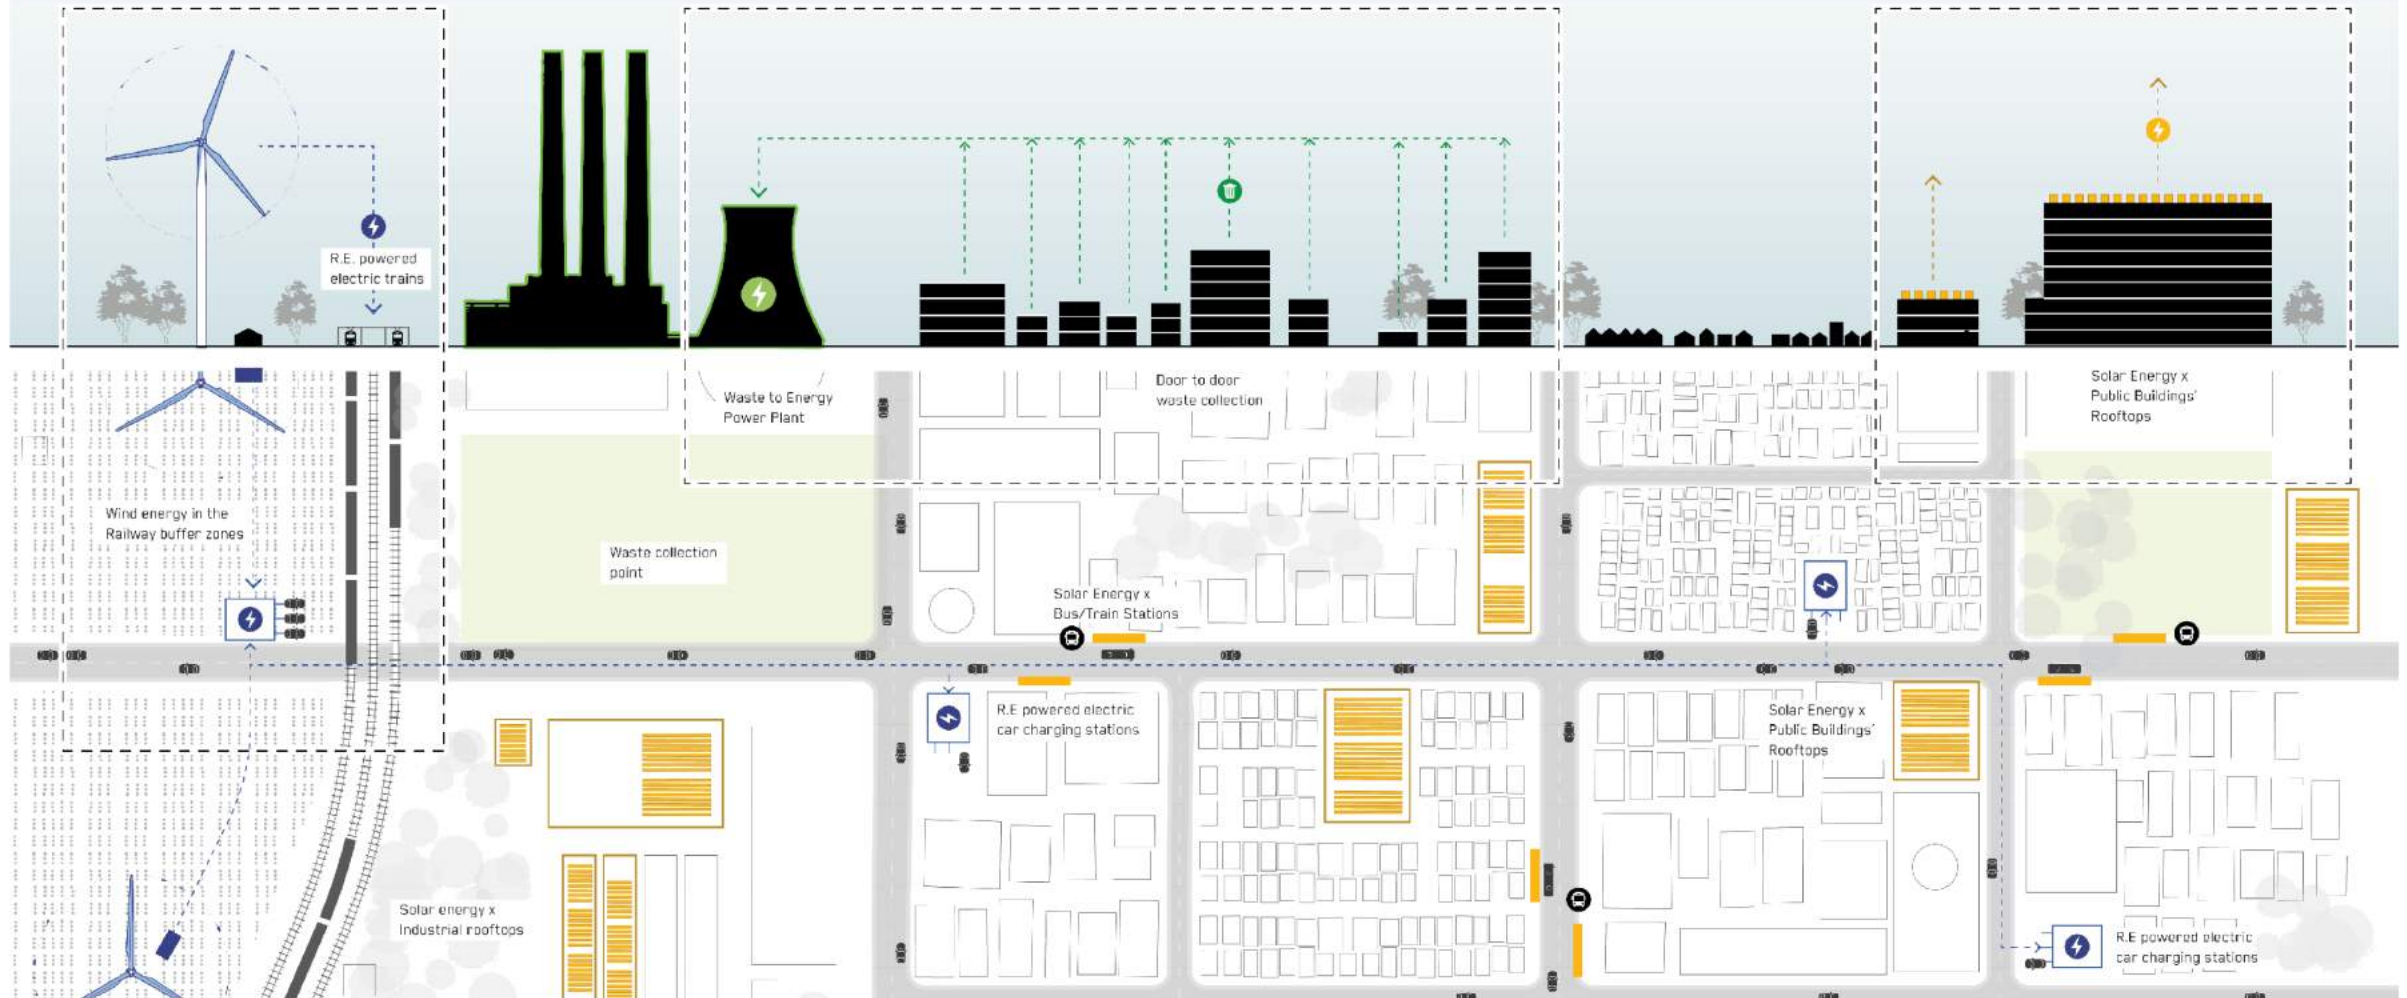 R.E. powered
electric trains
Waste to Energy
Power Plant
Door to door
waste collection
Solar Energy x
Public Buildings'
Rooftops
Wind energy in the
Railway buffer zones
Waste collection
point
Solar Energy x
Bus/Train Stations
R.E powered electric
car charging stations
Solar Energy x
Public Buildings'
Rooftops
Solar energy x
Industrial rooftops
R.E powered electric
car charging stations